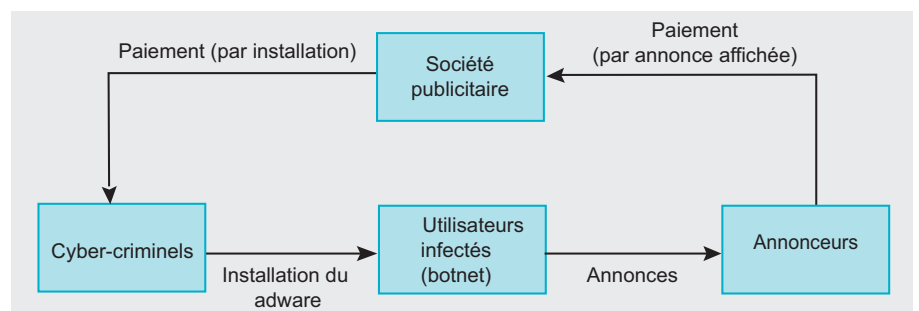 Paiement (par installation)
Société
publicitaire
Paiement
(par annonce affichée)
Cyber-criminels
Installation du
adware
Utilisateurs
infectés
(botnet)
Annonces
Annonceurs